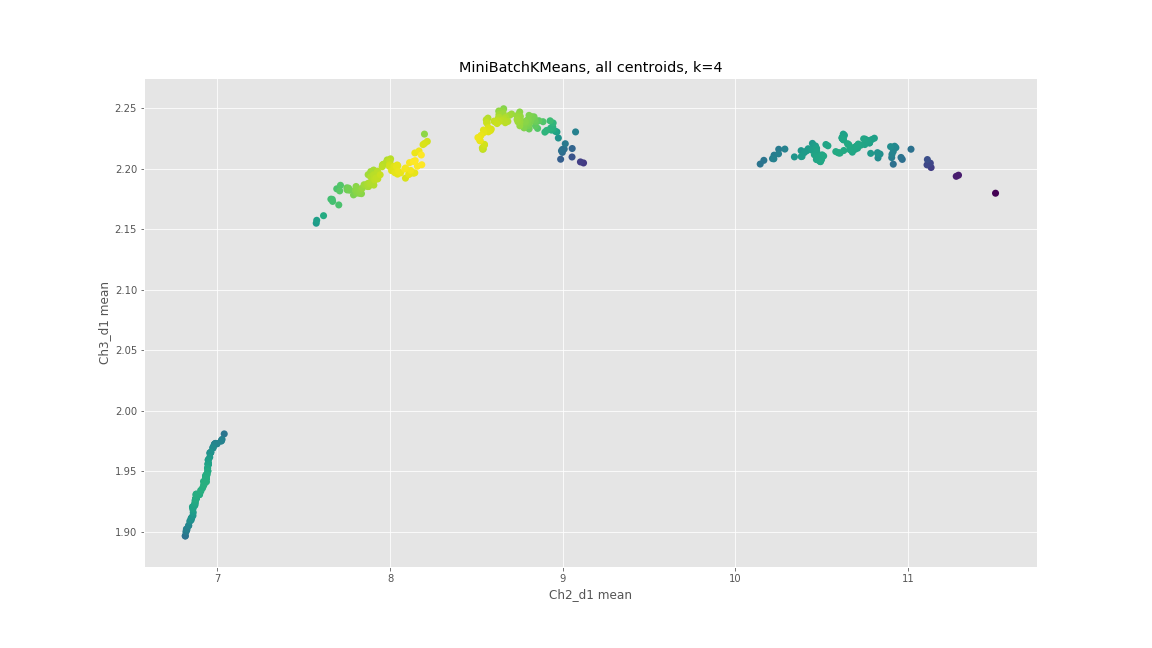 MiniBatchKMeans, all centroids, k=4
2.25
2.20
2.15
2.10
2.05
2.00
1.95
1.90
Ch3_d1 mean
7 8 9 10 11
Ch2_d1 mean